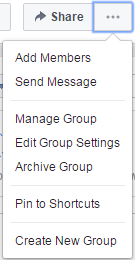 Share
Add Members
Send Message
Manage Group
Edit Group Settings
Archive Group
Pin to Shortcuts
Create New Group